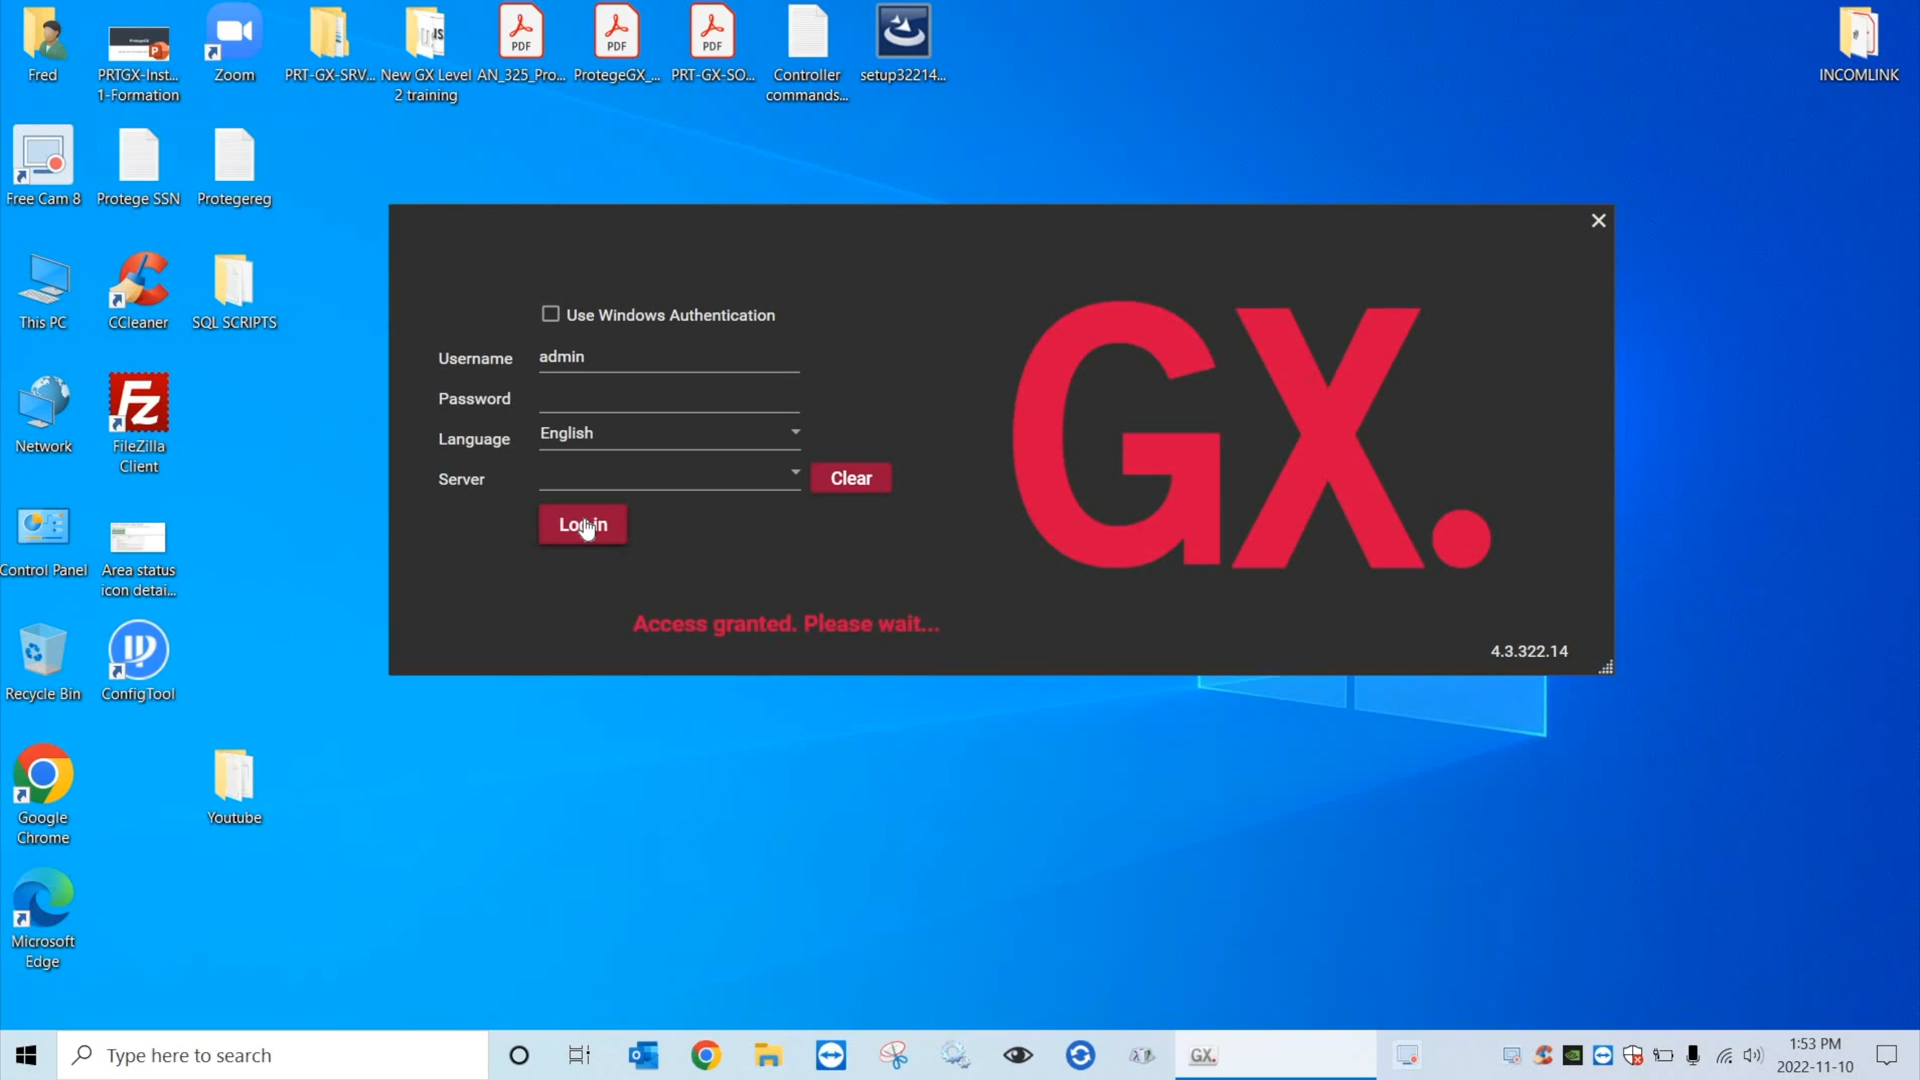 Fred
PRTGX-Inst...
1-Formation
Zoom
PRT-GX-SRV...
New GX Level
2 training
AN_325_Pro...
ProtegeGX_...
PRT-GX-SO...
Controller
commands...
setup32214...
INCOMLINK
PDF
PDF
PDF
Free Cam 8
Protege SSN
Protegereg
This PC
CCleaner
SQL SCRIPTS
Network
FileZilla
Client
Control Panel
Area status
icon detai...
Recycle Bin
ConfigTool
Google
Chrome
Youtube
Microsoft
Edge
Use Windows Authentication
Username admin
Password
Language English
Server
Clear
Login
Access granted. Please wait...
GX.
4.3.322.14
Type here to search
GX.
1:53 PM
2022-11-10